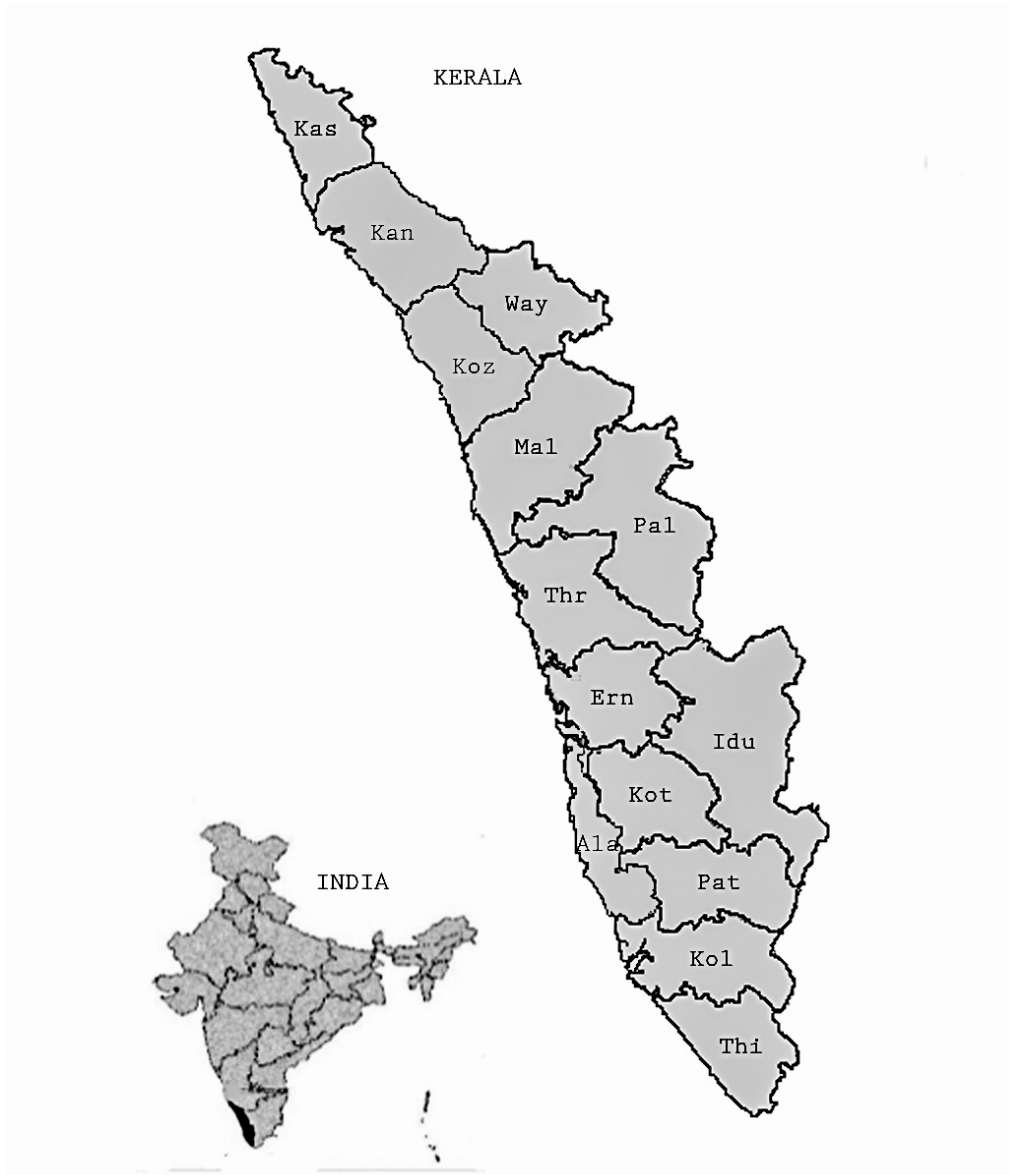 KERALA
Kas
Kan
Way
Koz
Mal
Pal
Thr
Ern
Idu
Kot
Ala
INDIA
Pat
Kol
Thi